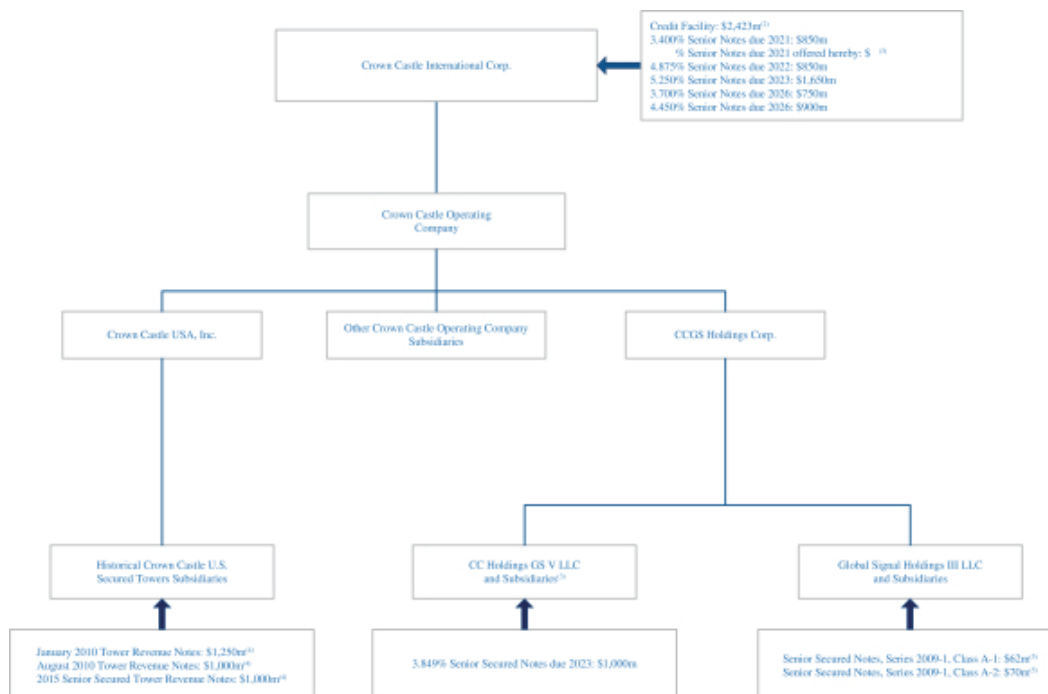 Credit Facility: $2,423m(2)
3.400% Senior Notes due 2021: $850m
% Senior Notes due 2021 offered hereby: $
4.875% Senior Notes due 2022: $850m
5.250% Senior Notes due 2023: $1,650m
3.700% Senior Notes due 2026: $750m
4.450% Senior Notes due 2026: $900m
Crown Castle International Corp.
Crown Castle Operating
Company
Crown Castle USA, Inc.
Other Crown Castle Operating Company
Subsidiaries
CCGS Holdings Corp.
Historical Crown Castle U.S.
Secured Towers Subsidiaries
CC Holdings GS V LLC
and Subsidiaries
Global Signal Holdings III LLC
and Subsidiaries
January 2010 Tower Revenue Notes: $1,250m(4)
August 2010 Tower Revenue Notes: $1,000m(4)
2015 Senior Secured Tower Revenue Notes: $1,000m(4)
3.849% Senior Secured Notes due 2023: $1,000m
Senior Secured Notes, Series 2009-1, Class A-1: $62m
Senior Secured Notes, Series 2009-1, Class A-2: $70m